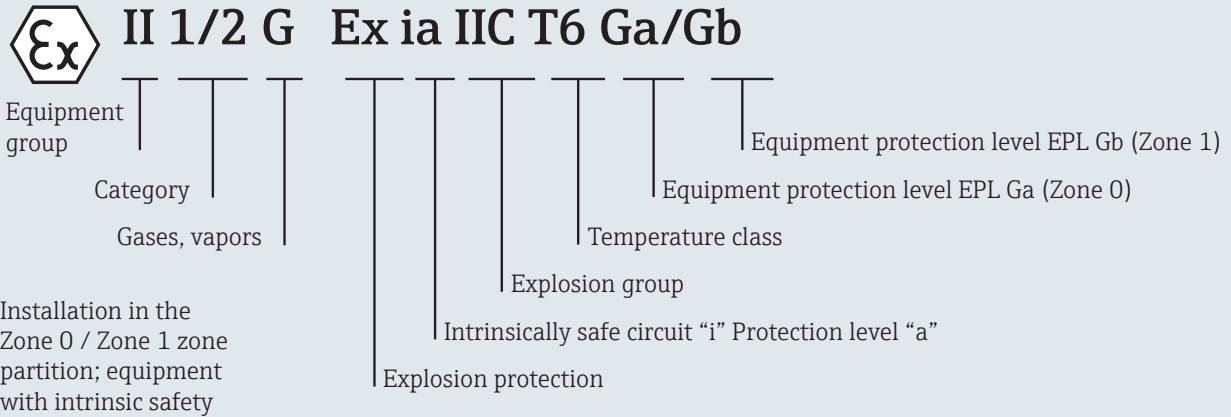 Ex II 1/2 G Ex ia IIC T6 Ga/Gb
Equipment
group
Category
Gases, vapors
Equipment protection level EPL Gb (Zone 1)
Equipment protection level EPL Ga (Zone 0)
Temperature class
Explosion group
Intrinsically safe circuit “i” Protection level “a”
Explosion protection
Installation in the
Zone 0 / Zone 1 zone
partition; equipment
with intrinsic safety